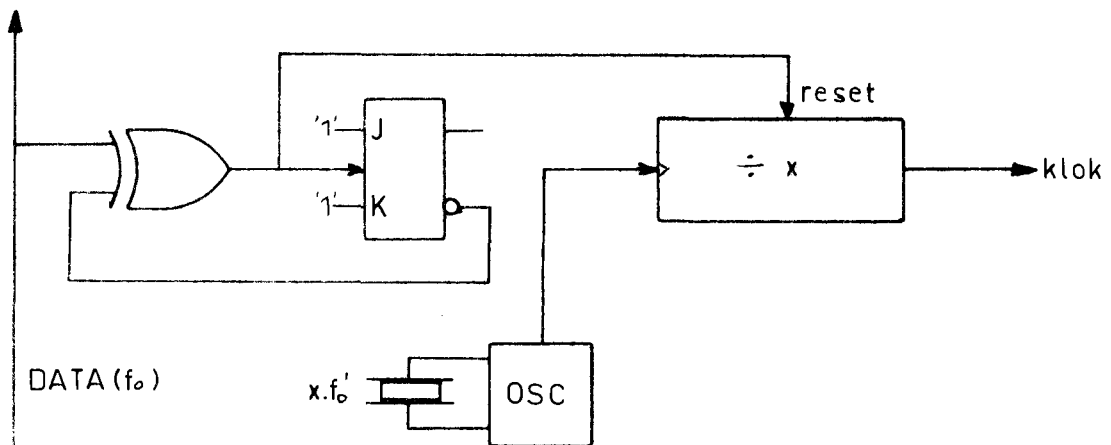 reset
'1'
J
÷ x
klok
'1'
K
DATA (f₀)
x.f₀'
OSC